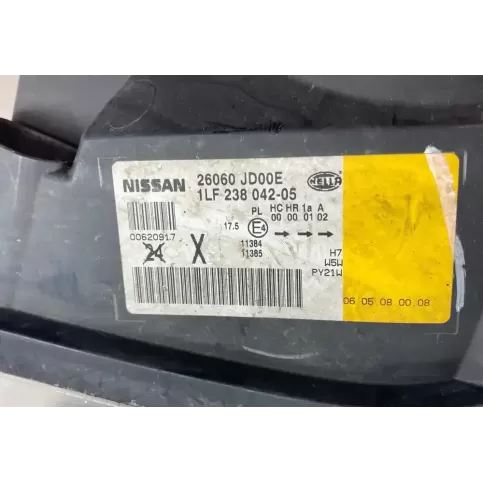 NISSAN 26060 JD00E HELLA
1LF 238 042-05
PL HC HR 1a A
17.5 E4 00 00 01 02
00620917
24 X 11384
11385
H7
W5W
PY21W
06 05 08 00.08